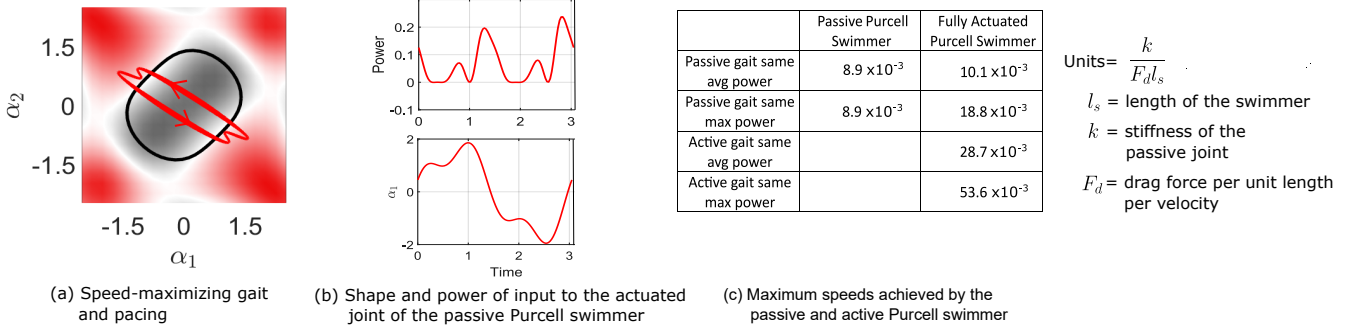 1.5
0
-1.5
α₂
-1.5 0 1.5
α₁
(a) Speed-maximizing gait
and pacing
0.2
0.1
0
-0.1
Power
0 1 2 3
2
0
-2
α₁
0 1 2 3
Time
(b) Shape and power of input to the actuated
joint of the passive Purcell swimmer
Passive Purcell
Swimmer
Fully Actuated
Purcell Swimmer
Passive gait same
avg power
8.9 x10⁻³
10.1 x10⁻³
Passive gait same
max power
8.9 x10⁻³
18.8 x10⁻³
Active gait same
avg power
28.7 x10⁻³
Active gait same
max power
53.6 x10⁻³
(c) Maximum speeds achieved by the
passive and active Purcell swimmer
Units= k / F_d l_s
l_s = length of the swimmer
k = stiffness of the
passive joint
F_d = drag force per unit length
per velocity